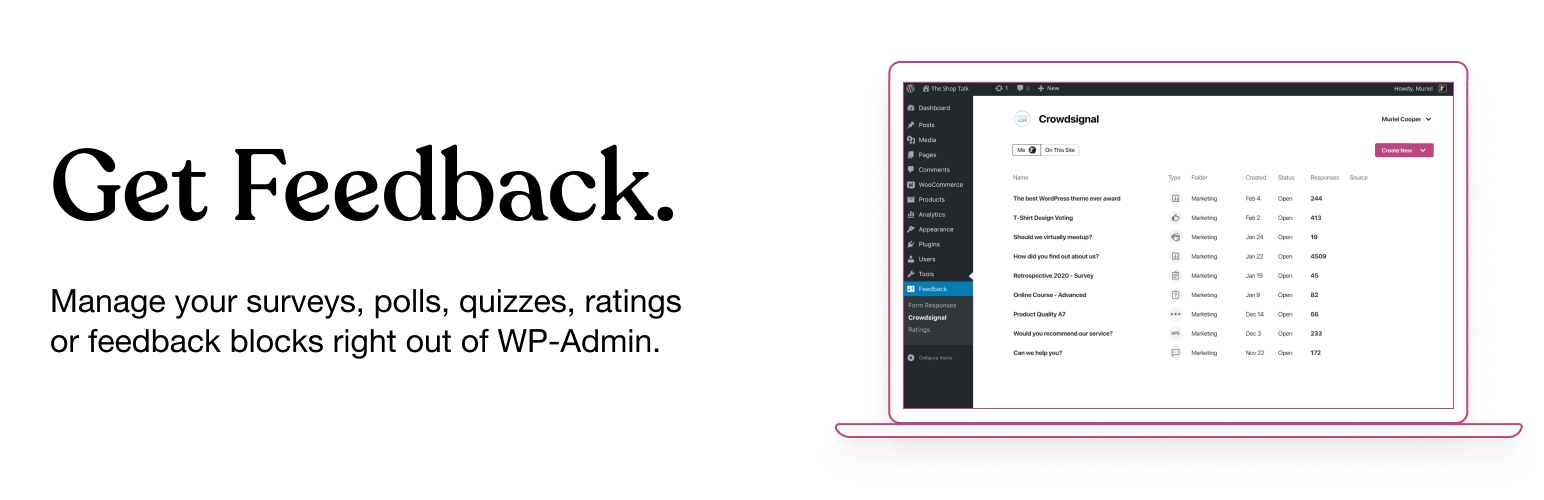 Get Feedback.
Manage your surveys, polls, quizzes, ratings
or feedback blocks right out of WP-Admin.
The Shop Talk 1 0 New Howdy, Muriel
Dashboard
Posts
Media
Pages
Comments
WooCommerce
Products
Analytics
Appearance
Plugins
Users
Tools
Feedback
Form Responses
Crowdsignal
Ratings
Collapse menu
Crowdsignal Muriel Cooper
Me On This Site Create New
Name Type Folder Created Status Responses Source
The best WordPress theme ever award Marketing Feb 4 Open 244
T-Shirt Design Voting Marketing Feb 2 Open 413
Should we virtually meetup? Marketing Jan 24 Open 19
How did you find out about us? Marketing Jan 22 Open 4509
Retrospective 2020 - Survey Marketing Jan 19 Open 45
Online Course - Advanced Marketing Jan 9 Open 82
Product Quality A7 Marketing Dec 14 Open 66
Would you recommend our service? NPS Marketing Dec 3 Open 233
Can we help you? Marketing Nov 22 Open 172